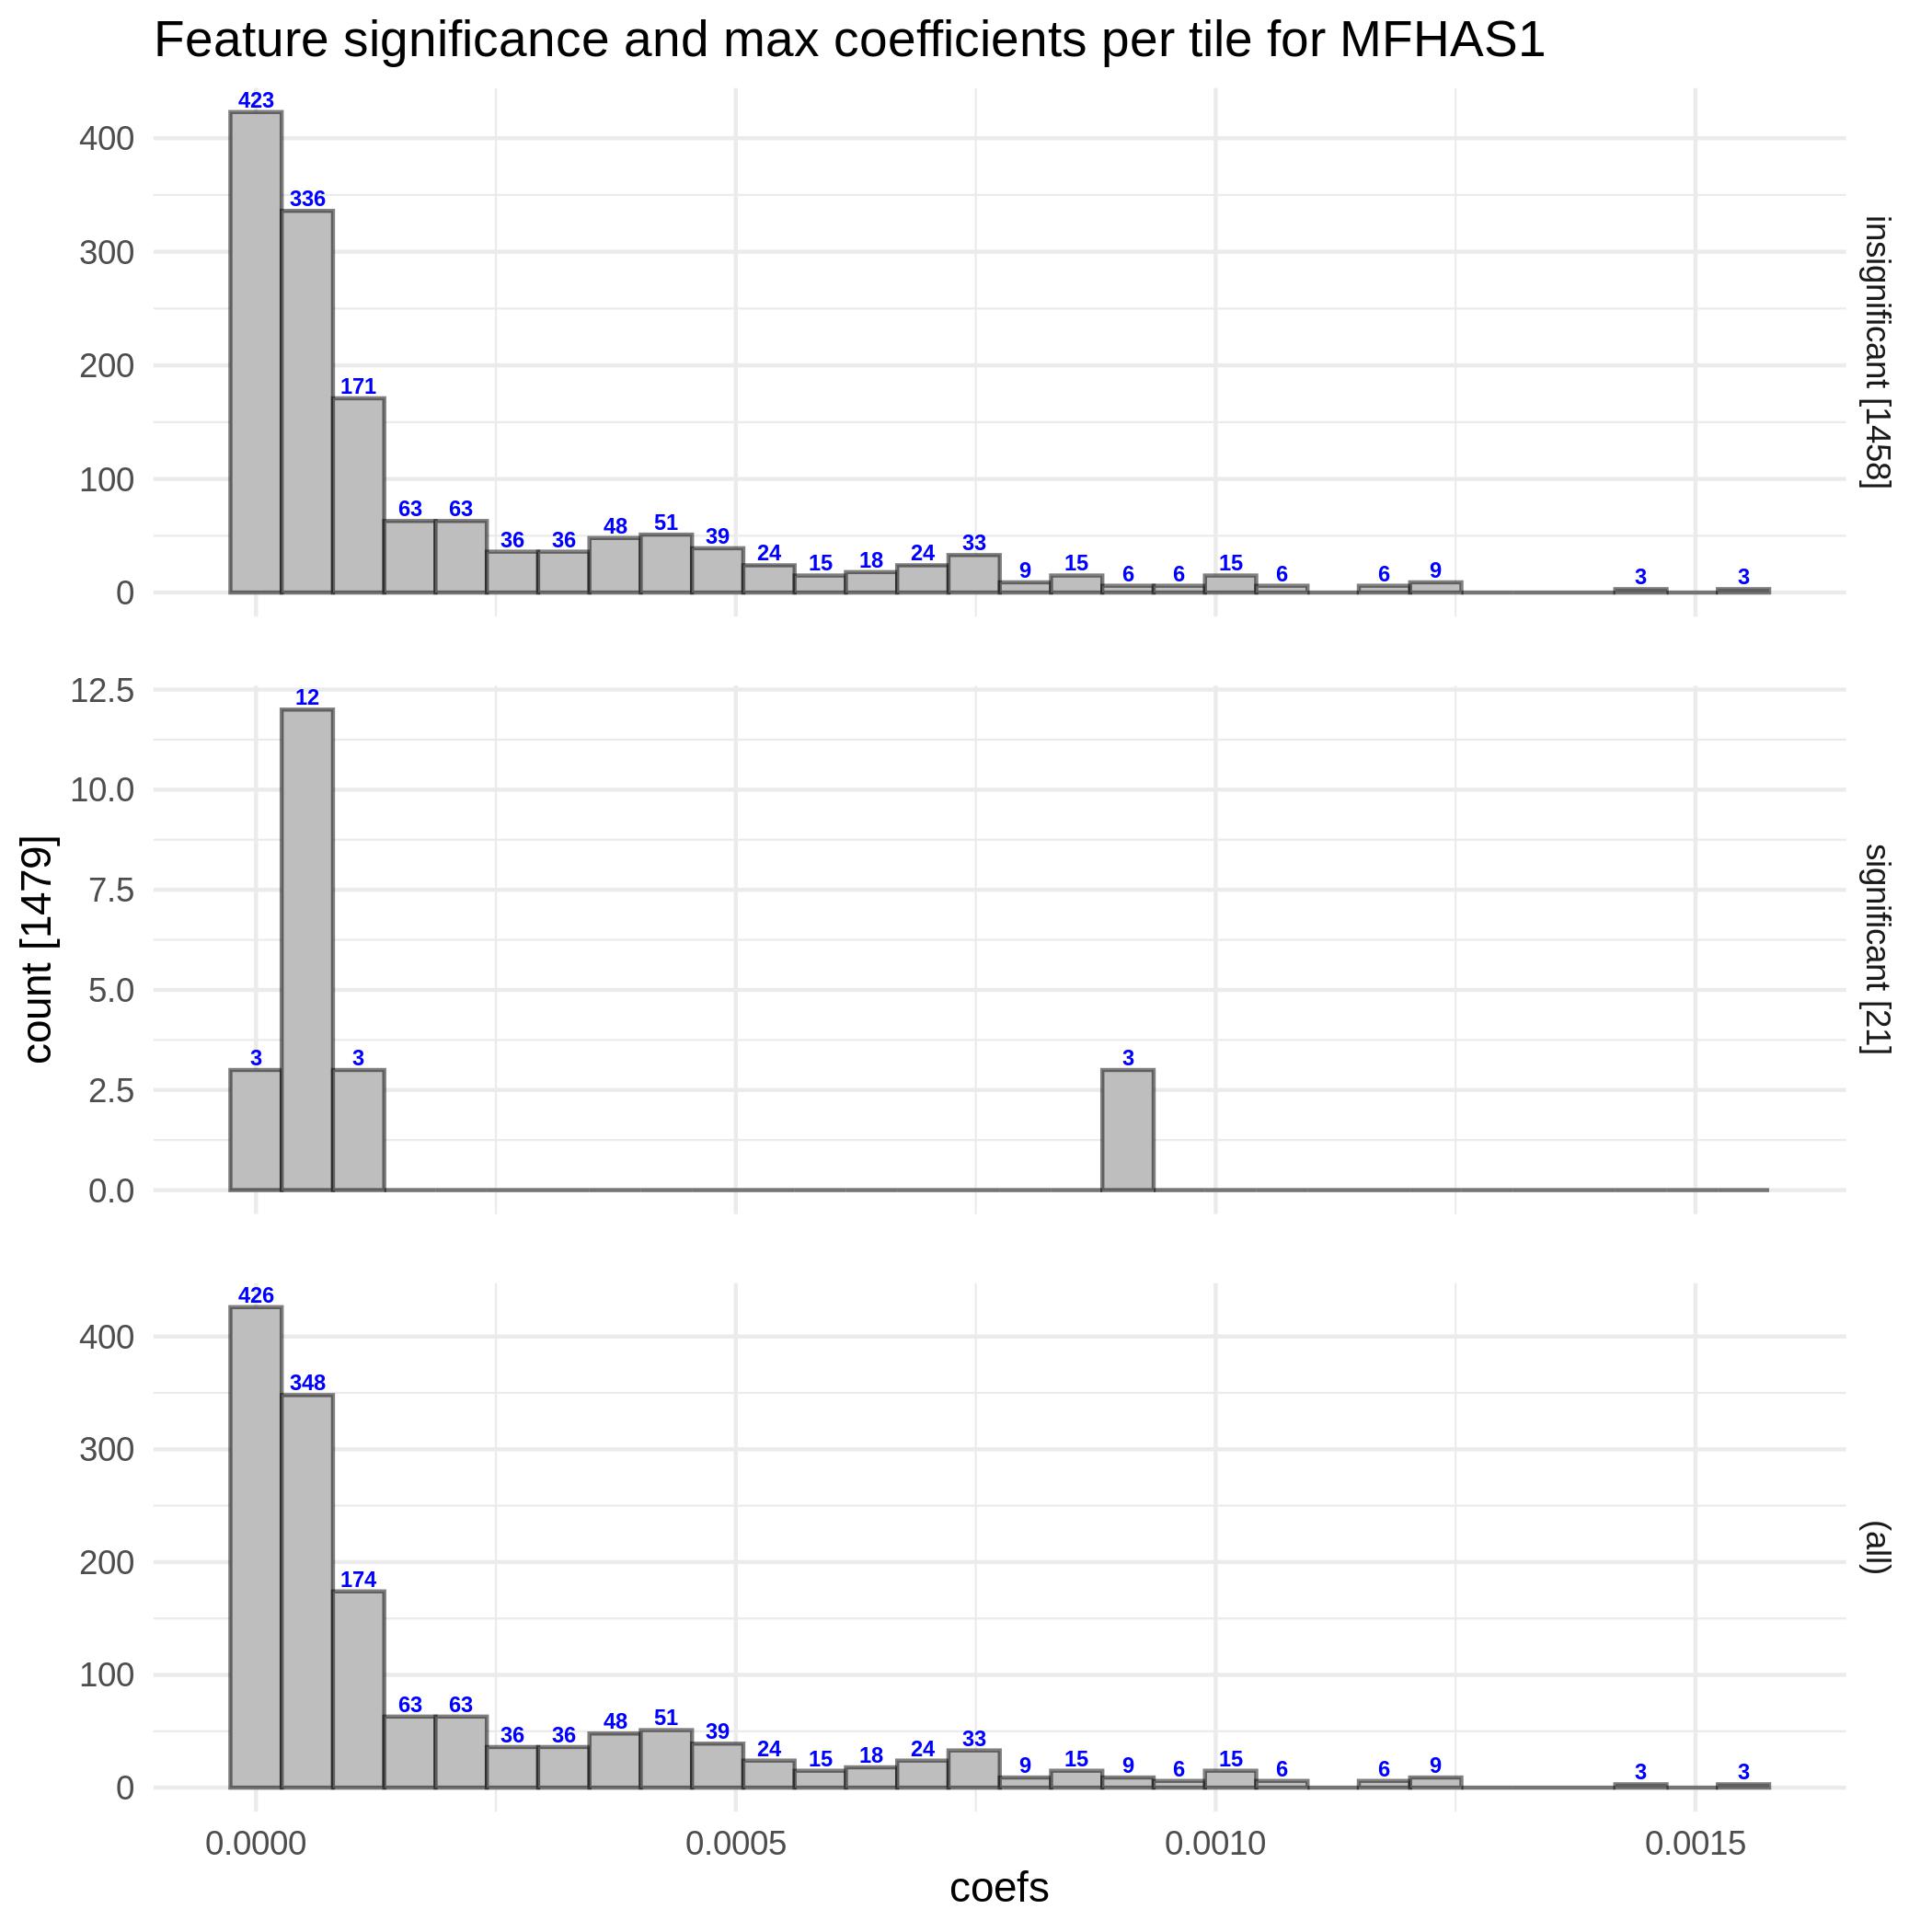 Feature significance and max coefficients per tile for MFHAS1
423
336
171
63 63 36 36 48 51 39 24 15 18 24 33 9 15 6 6 15 6 6 9 3 3
400
300
200
100
0
insignificant [1458]
12
3 3 3
12.5
10.0
7.5
5.0
2.5
0.0
significant [21]
count [1479]
426
348
174
63 63 36 36 48 51 39 24 15 18 24 33 9 15 9 6 15 6 6 9 3 3
400
300
200
100
0
(all)
0.0000 0.0005 0.0010 0.0015
coefs